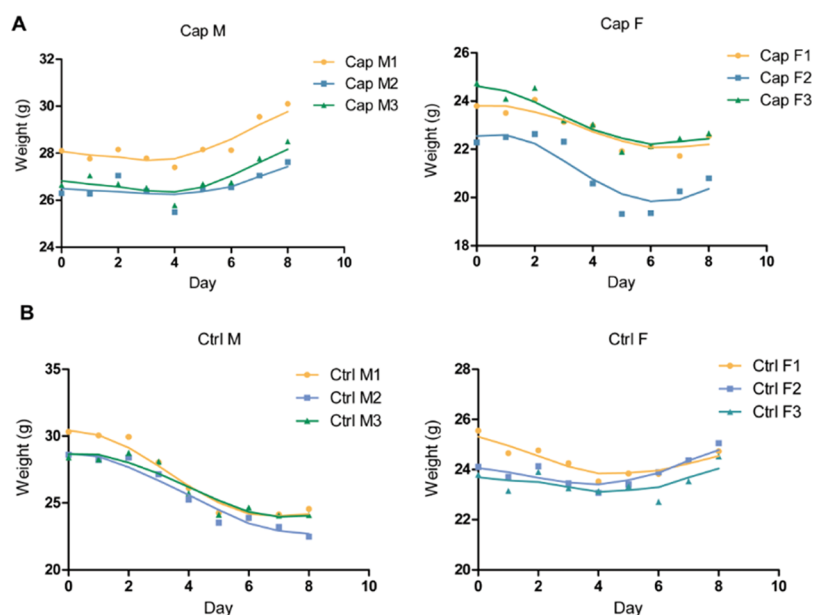 A
Cap M
Cap M1
Cap M2
Cap M3
Weight (g)
32
30
28
26
24
0 2 4 6 8 10
Day
Cap F
Cap F1
Cap F2
Cap F3
Weight (g)
26
24
22
20
18
0 2 4 6 8 10
Day
B
Ctrl M
Ctrl M1
Ctrl M2
Ctrl M3
Weight (g)
35
30
25
20
0 2 4 6 8 10
Day
Ctrl F
Ctrl F1
Ctrl F2
Ctrl F3
Weight (g)
28
26
24
22
20
0 2 4 6 8 10
Day